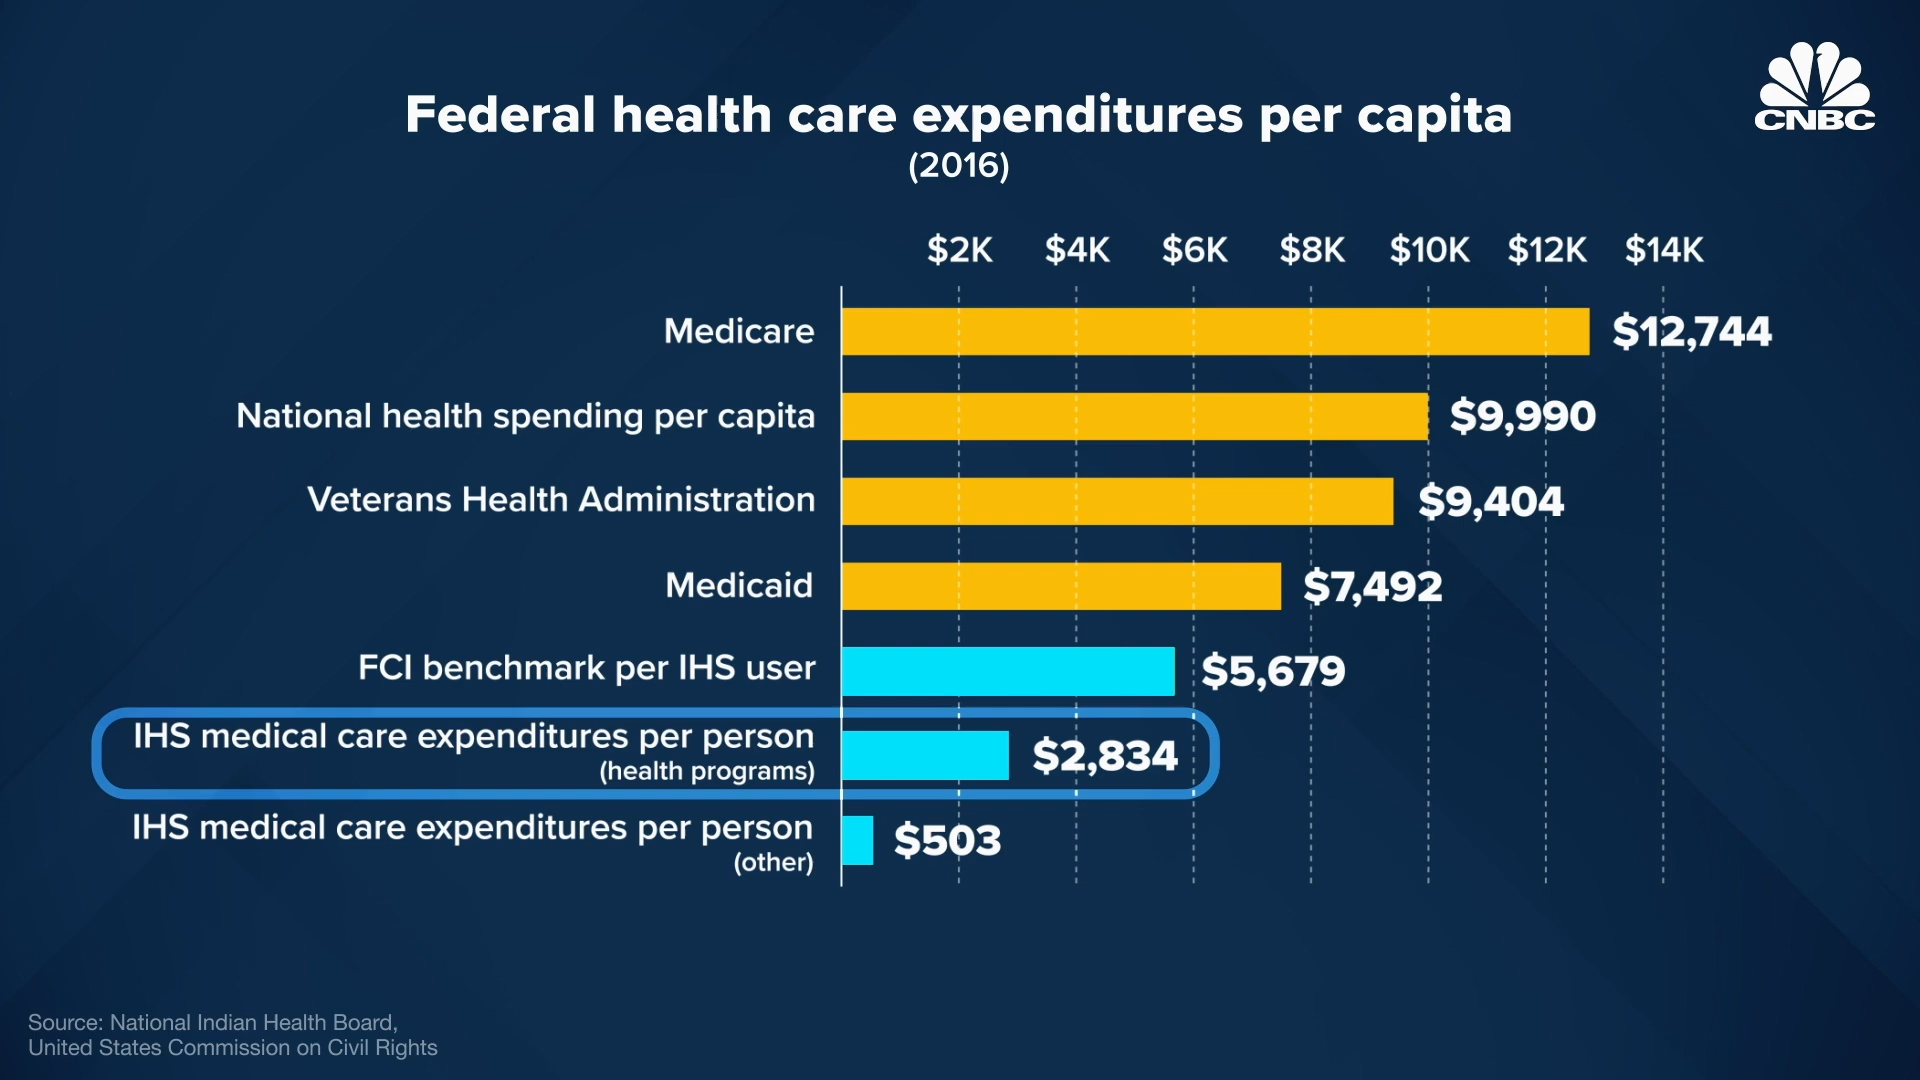 CNBC
Federal health care expenditures per capita
(2016)
$2K $4K $6K $8K $10K $12K $14K
Medicare $12,744
National health spending per capita $9,990
Veterans Health Administration $9,404
Medicaid $7,492
FCI benchmark per IHS user $5,679
IHS medical care expenditures per person
(health programs) $2,834
IHS medical care expenditures per person
(other) $503
Source: National Indian Health Board,
United States Commission on Civil Rights